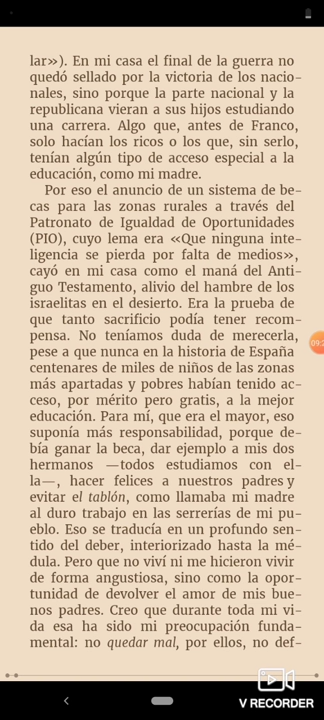 lar»). En mi casa el final de la guerra no
quedó sellado por la victoria de los nacio-
nales, sino porque la parte nacional y la
republicana vieran a sus hijos estudiando
una carrera. Algo que, antes de Franco,
solo hacían los ricos o los que, sin serlo,
tenían algún tipo de acceso especial a la
educación, como mi madre.
Por eso el anuncio de un sistema de be-
cas para las zonas rurales a través del
Patronato de Igualdad de Oportunidades
(PIO), cuyo lema era «Que ninguna inte-
ligencia se pierda por falta de medios»,
cayó en mi casa como el maná del Anti-
guo Testamento, alivio del hambre de los
israelitas en el desierto. Era la prueba de
que tanto sacrificio podía tener recom-
pensa. No teníamos duda de merecerla,
pese a que nunca en la historia de España
centenares de miles de niños de las zonas
más apartadas y pobres habían tenido ac-
ceso, por mérito pero gratis, a la mejor
educación. Para mí, que era el mayor, eso
suponía más responsabilidad, porque de-
bía ganar la beca, dar ejemplo a mis dos
hermanos —todos estudiamos con el-
la—, hacer felices a nuestros padres y
evitar el tablón, como llamaba mi madre
al duro trabajo en las serrerías de mi pu-
eblo. Eso se traducía en un profundo sen-
tido del deber, interiorizado hasta la mé-
dula. Pero que no viví ni me hicieron vivir
de forma angustiosa, sino como la opor-
tunidad de devolver el amor de mis bue-
nos padres. Creo que durante toda mi vi-
da esa ha sido mi preocupación funda-
mental: no quedar mal, por ellos, no def-
V RECORDER